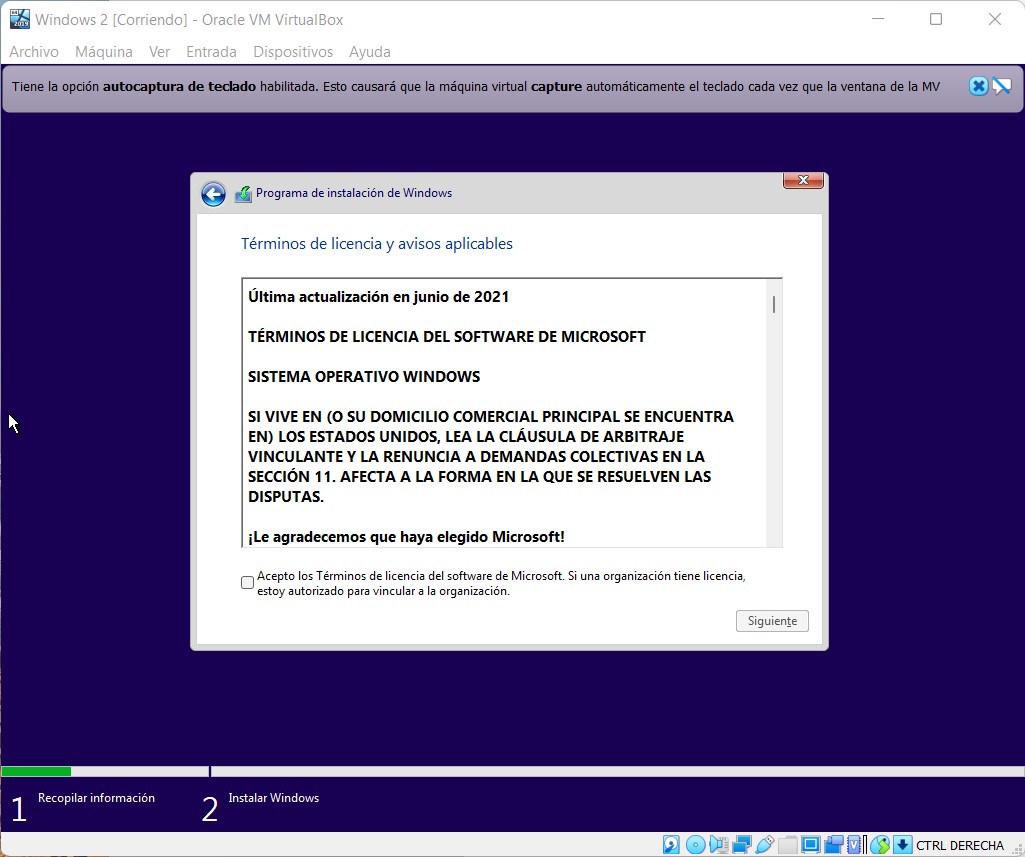 Windows 2 [Corriendo] - Oracle VM VirtualBox
Archivo Máquina Ver Entrada Dispositivos Ayuda
Tiene la opción autocaptura de teclado habilitada. Esto causará que la máquina virtual capture automáticamente el teclado cada vez que la ventana de la MV
Programa de instalación de Windows
Términos de licencia y avisos aplicables
Última actualización en junio de 2021
TÉRMINOS DE LICENCIA DEL SOFTWARE DE MICROSOFT
SISTEMA OPERATIVO WINDOWS
SI VIVE EN (O SU DOMICILIO COMERCIAL PRINCIPAL SE ENCUENTRA
EN) LOS ESTADOS UNIDOS, LEA LA CLÁUSULA DE ARBITRAJE
VINCULANTE Y LA RENUNCIA A DEMANDAS COLECTIVAS EN LA
SECCIÓN 11. AFECTA A LA FORMA EN LA QUE SE RESUELVEN LAS
DISPUTAS.
¡Le agradecemos que haya elegido Microsoft!
Acepto los Términos de licencia del software de Microsoft. Si una organización tiene licencia,
estoy autorizado para vincular a la organización.
Siguiente
1 Recopilar información 2 Instalar Windows
CTRL DERECHA